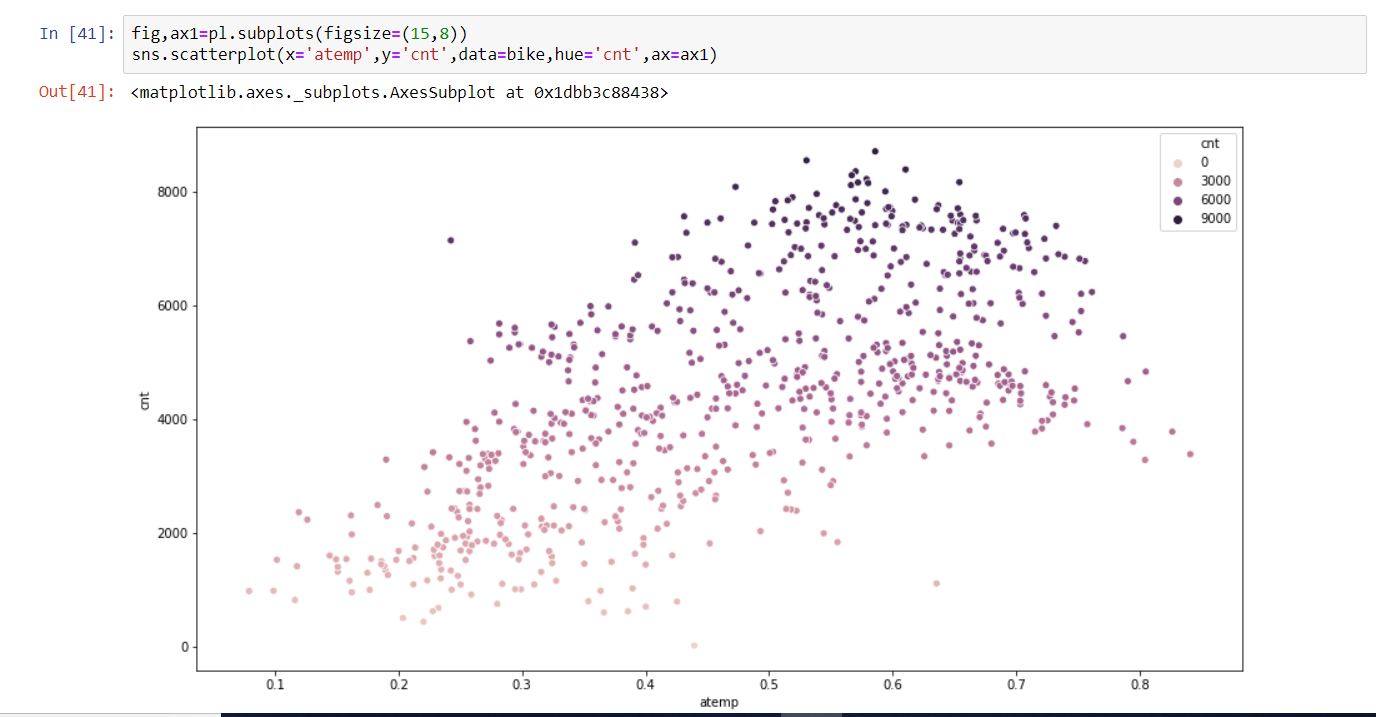 In [41]: fig,ax1=pl.subplots(figsize=(15,8))
sns.scatterplot(x='atemp',y='cnt',data=bike,hue='cnt',ax=ax1)
Out[41]: <matplotlib.axes._subplots.AxesSubplot at 0x1dbb3c88438>
cnt
0
3000
6000
9000
8000
6000
4000
2000
0
cnt
0.1 0.2 0.3 0.4 0.5 0.6 0.7 0.8
atemp